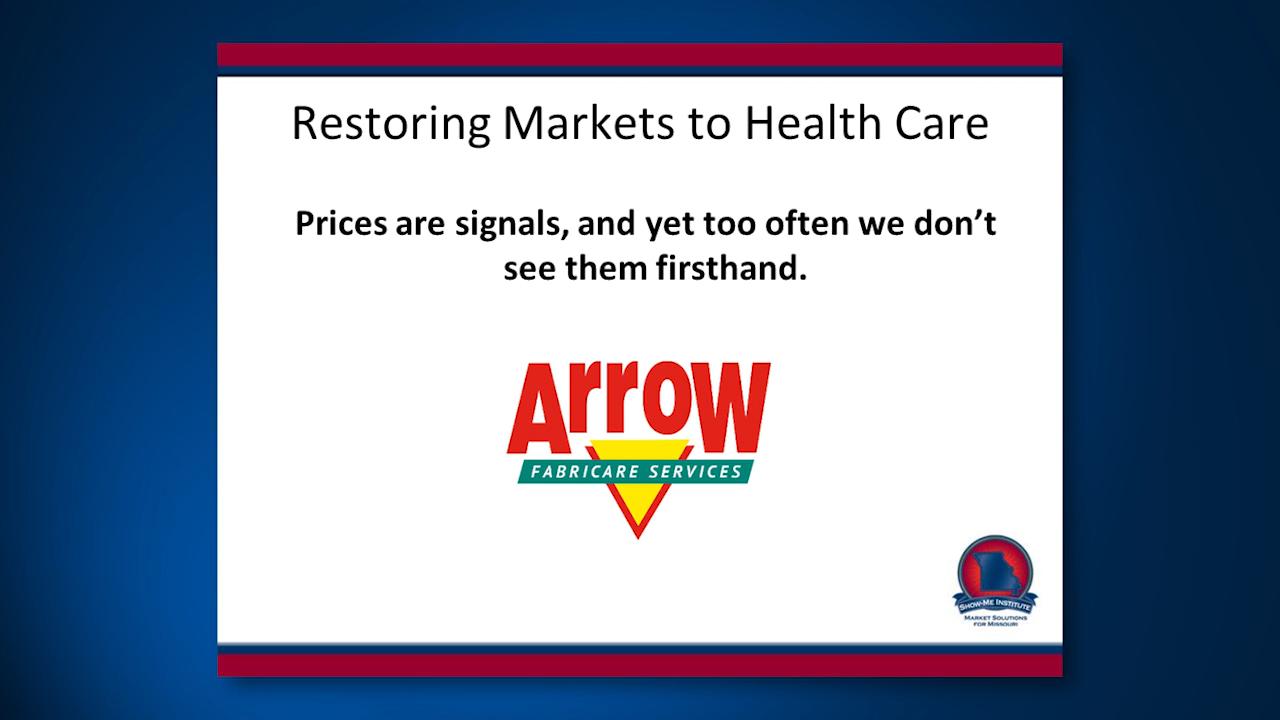 Restoring Markets to Health Care
Prices are signals, and yet too often we don’t
see them firsthand.
Arrow
FABRICARE SERVICES
SHOW-ME INSTITUTE
MARKET SOLUTIONS
FOR MISSOURI